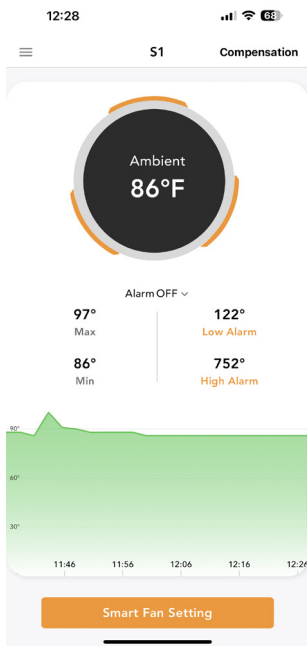 12:28 68
S1 Compensation
Ambient
86°F
Alarm OFF
97° 122°
Max Low Alarm
86° 752°
Min High Alarm
90°
60°
30°
11:46 11:56 12:06 12:16 12:26
Smart Fan Setting